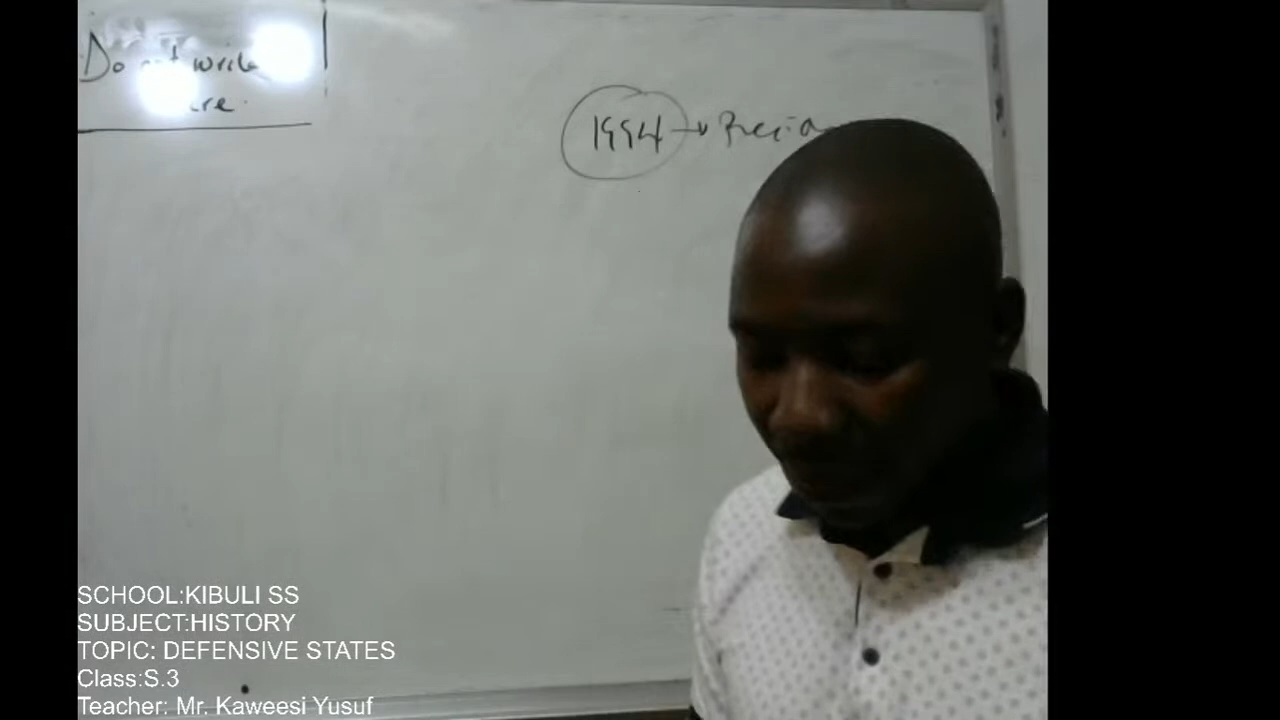 Do not write
1994
SCHOOL:KIBULI SS
SUBJECT:HISTORY
TOPIC: DEFENSIVE STATES
Class:S.3
Teacher: Mr. Kaweesi Yusuf